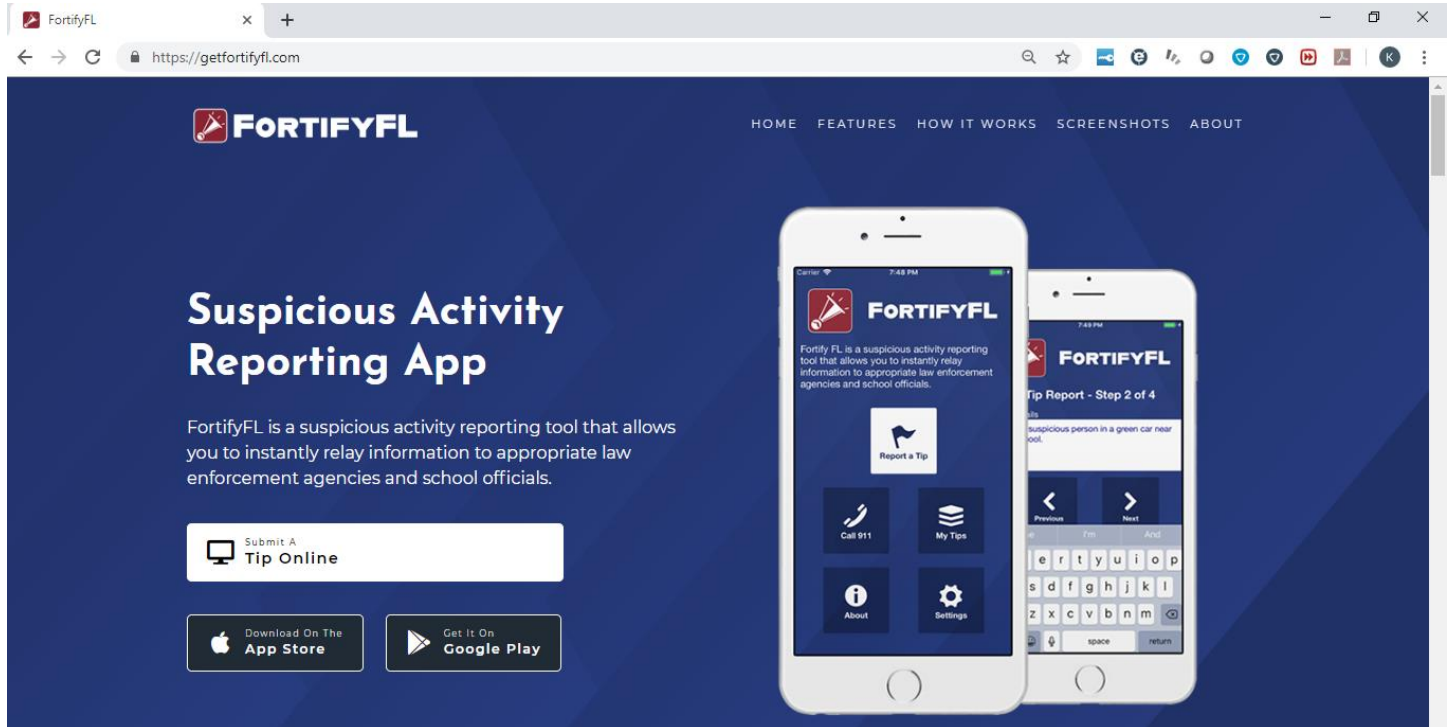 FortifyFL
https://getfortifyfl.com
K
FORTIFYFL
HOME FEATURES HOW IT WORKS SCREENSHOTS ABOUT
Suspicious Activity
Reporting App
FortifyFL is a suspicious activity reporting tool that allows
you to instantly relay information to appropriate law
enforcement agencies and school officials.
Submit A
Tip Online
Download On The
App Store
Get It On
Google Play
Carrier 7:48 PM
FORTIFYFL
Fortify FL is a suspicious activity reporting
tool that allows you to instantly relay
information to appropriate law enforcement
agencies and school officials.
Report a Tip
Call 911 My Tips
About Settings
7:49 PM
FORTIFYFL
Tip Report - Step 2 of 4
suspicious person in a green car near
Previous Next
I'm And
e r t y u i o p
s d f g h j k l
z x c v b n m
space return